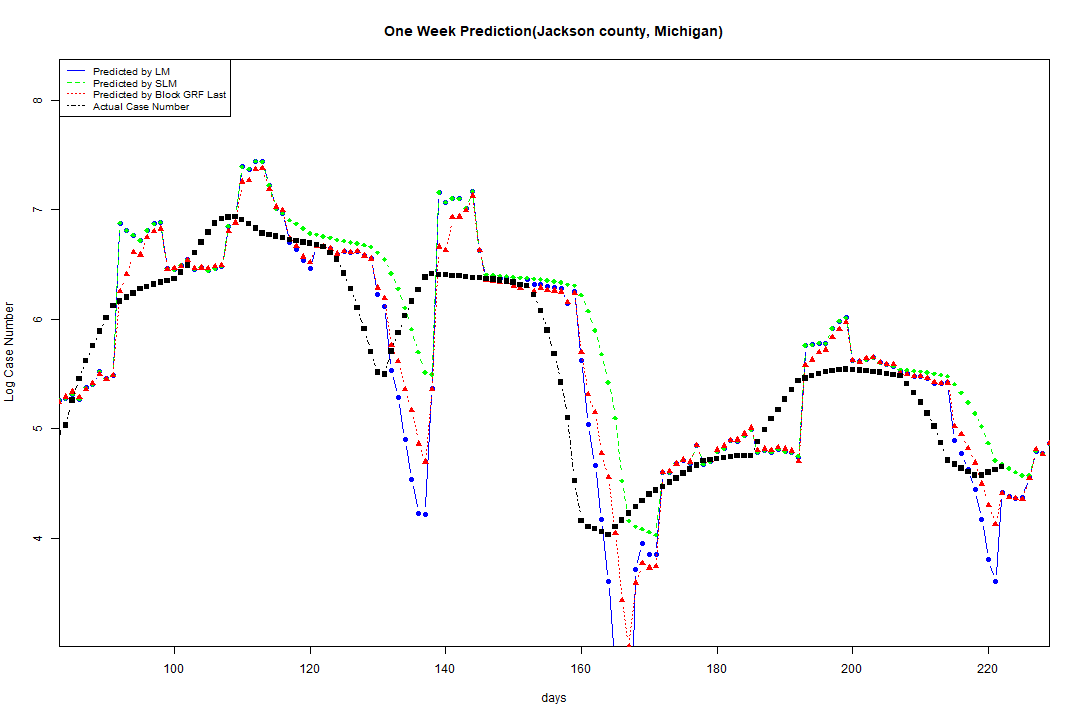 One Week Prediction(Jackson county, Michigan)
Predicted by LM
Predicted by SLM
Predicted by Block GRF Last
Actual Case Number
8
7
6
5
4
Log Case Number
100 120 140 160 180 200 220
days